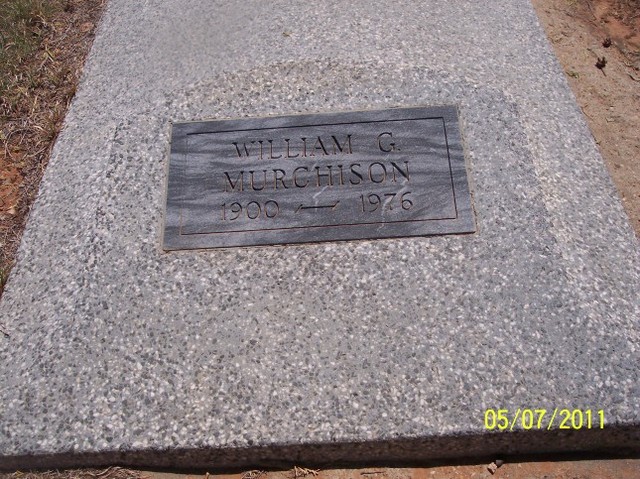 WILLIAM G.
MURCHISON
1900 — 1976
05/07/2011